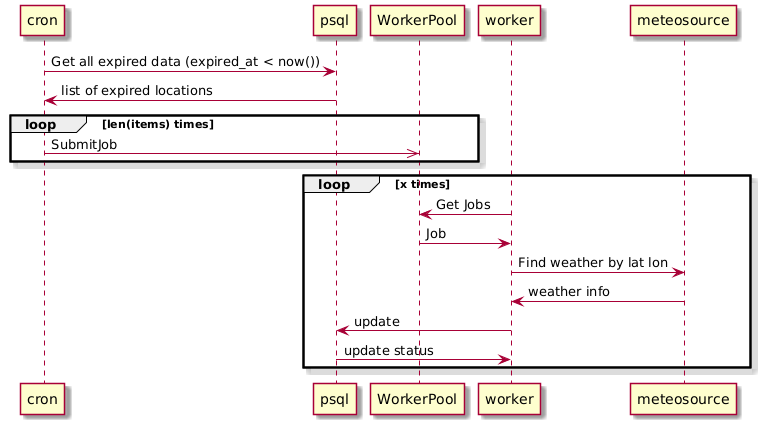 cron psql WorkerPool worker meteosource
Get all expired data (expired_at < now())
list of expired locations
loop [len(items) times]
SubmitJob
loop [x times]
Get Jobs
Job
Find weather by lat lon
weather info
update
update status
cron psql WorkerPool worker meteosource